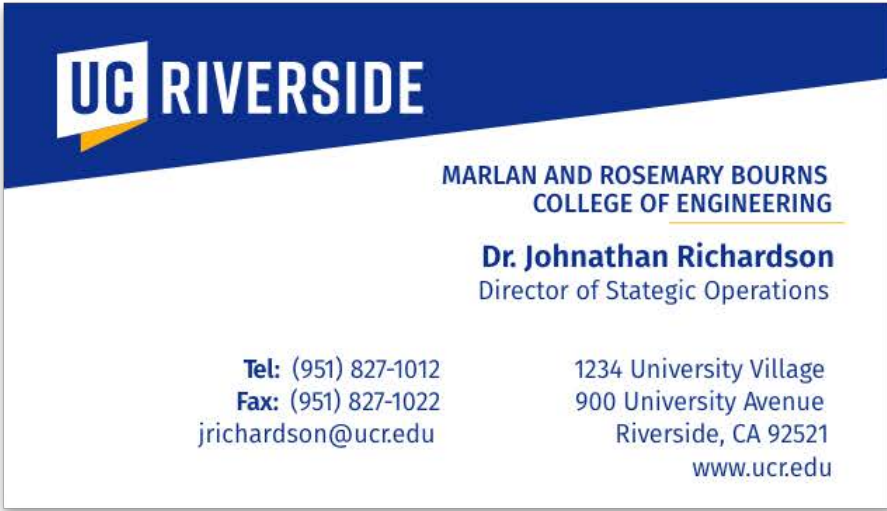 UC RIVERSIDE
MARLAN AND ROSEMARY BOURNS
COLLEGE OF ENGINEERING
Dr. Johnathan Richardson
Director of Stategic Operations
Tel: (951) 827-1012
Fax: (951) 827-1022
jrichardson@ucr.edu
1234 University Village
900 University Avenue
Riverside, CA 92521
www.ucr.edu